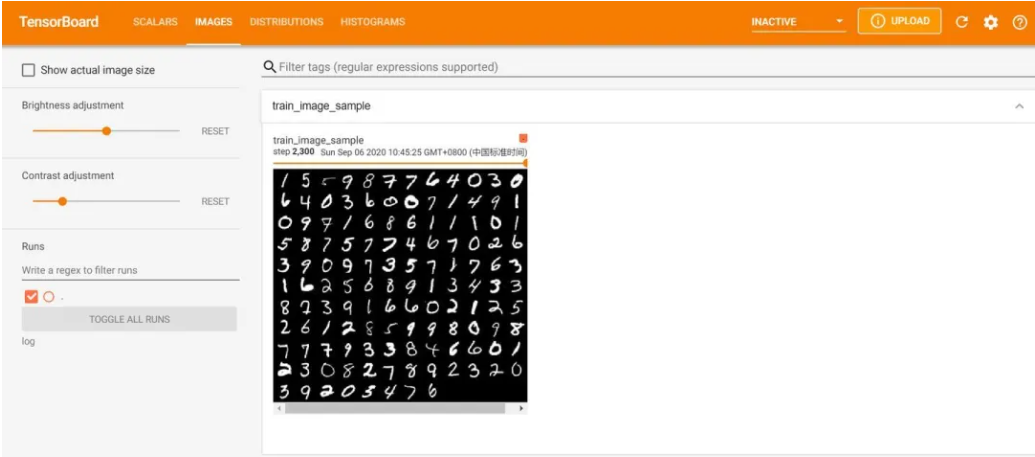 TensorBoard SCALARS IMAGES DISTRIBUTIONS HISTOGRAMS INACTIVE UPLOAD
Show actual image size
Filter tags (regular expressions supported)
Brightness adjustment
RESET
Contrast adjustment
RESET
Runs
Write a regex to filter runs
.
TOGGLE ALL RUNS
log
train_image_sample
train_image_sample
step 2,300 Sun Sep 06 2020 10:45:25 GMT+0800 (中国标准时间)
1 5 5 9 8 7 7 6 4 0 3 0
6 4 0 3 6 0 0 7 1 4 9 1
0 9 7 1 6 8 6 1 1 1 0 1
5 8 7 5 7 7 4 6 7 0 2 6
3 9 0 9 7 3 5 7 1 7 6 3
1 6 2 5 6 8 9 1 3 4 3 3
8 2 3 9 1 6 6 0 2 1 2 5
2 6 1 2 8 5 9 9 8 0 9 8
7 7 7 9 3 3 8 4 6 6 0 1
2 3 0 8 2 7 8 9 2 3 2 0
3 9 2 0 5 4 7 6